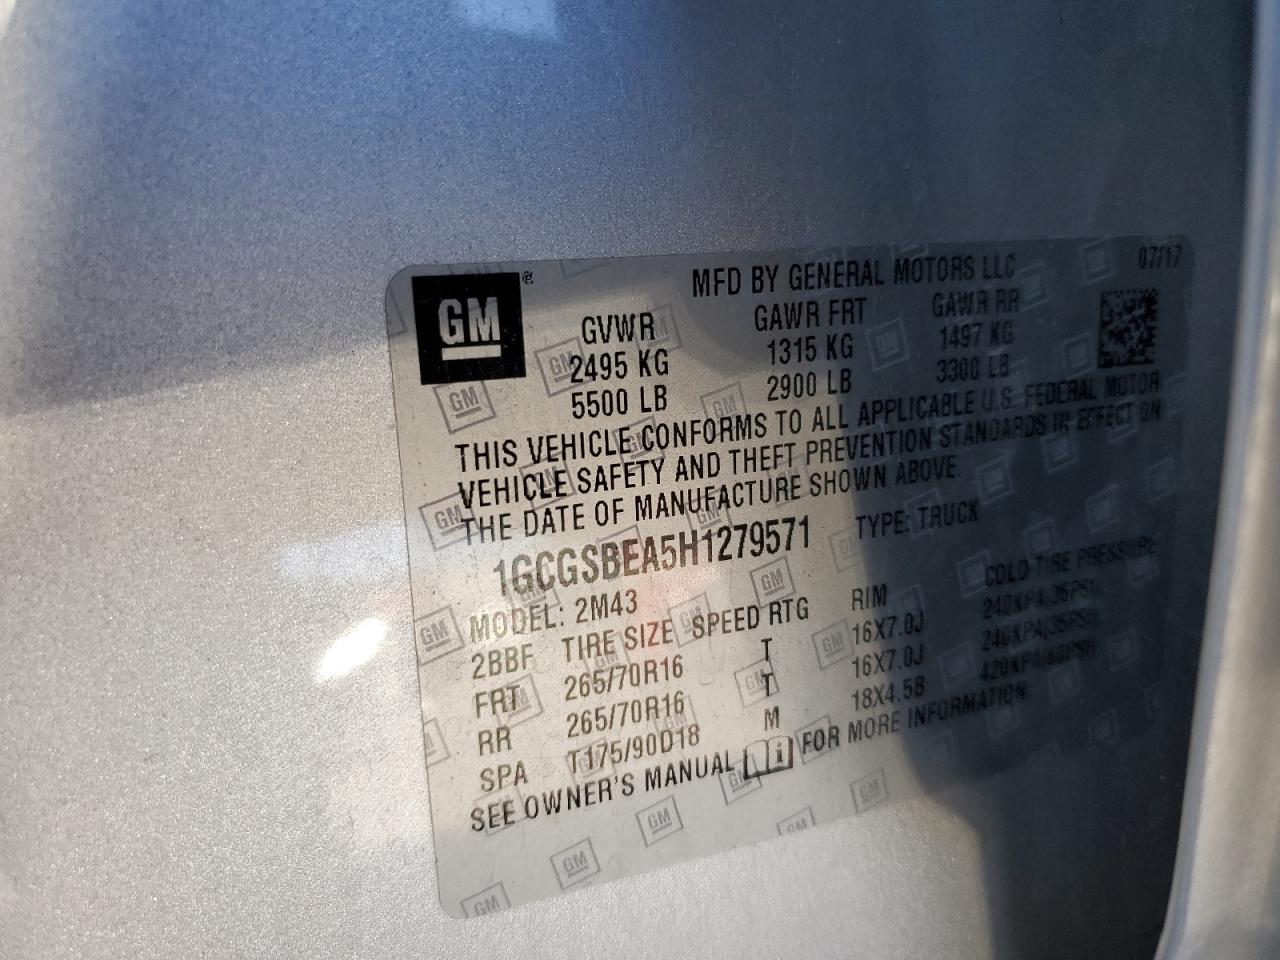 MFD BY GENERAL MOTORS LLC 07/17
GM ®
GVWR GAWR FRT GAWR RR
2495 KG 1315 KG 1497 KG
5500 LB 2900 LB 3300 LB
THIS VEHICLE CONFORMS TO ALL APPLICABLE U.S. FEDERAL MOTOR
VEHICLE SAFETY AND THEFT PREVENTION STANDARDS IN EFFECT ON
THE DATE OF MANUFACTURE SHOWN ABOVE.
1GCGSBEA5H1279571 TYPE: TRUCK
MODEL: 2M43
2BBF TIRE SIZE SPEED RTG RIM COLD TIRE PRESSURE
FRT 265/70R16 T 16X7.0J 240KPA(35PSI)
RR 265/70R16 T 16X7.0J 240KPA(35PSI)
SPA T175/90D18 M 18X4.5B 420KPA(60PSI)
SEE OWNER'S MANUAL i FOR MORE INFORMATION